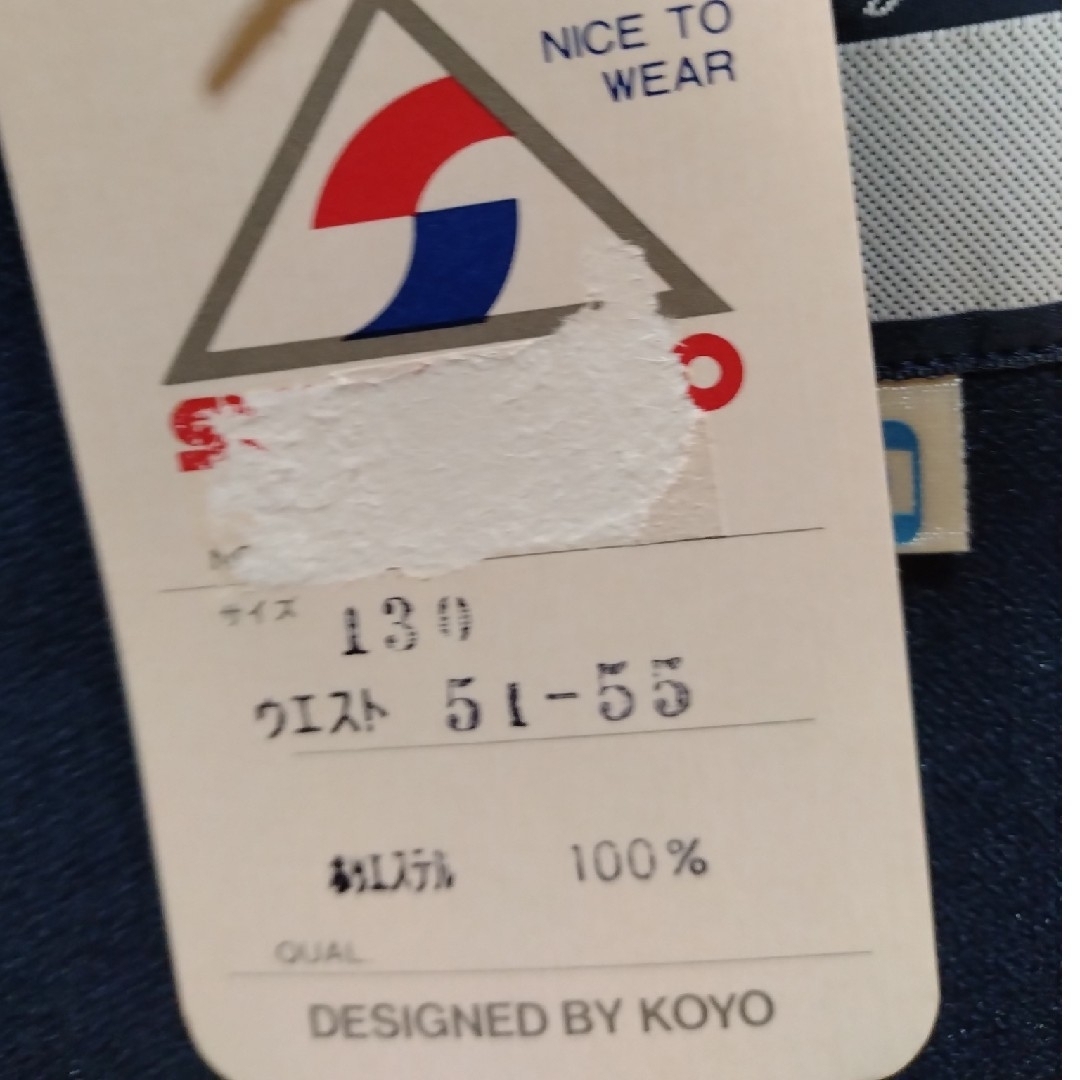 NICE TO
WEAR
サイズ 130
ウエスト 51-55
ポリエステル 100%
QUAL
DESIGNED BY KOYO